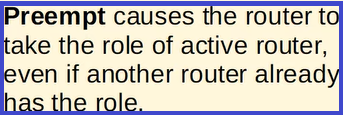 Preempt causes the router to
take the role of active router,
even if another router already
has the role.